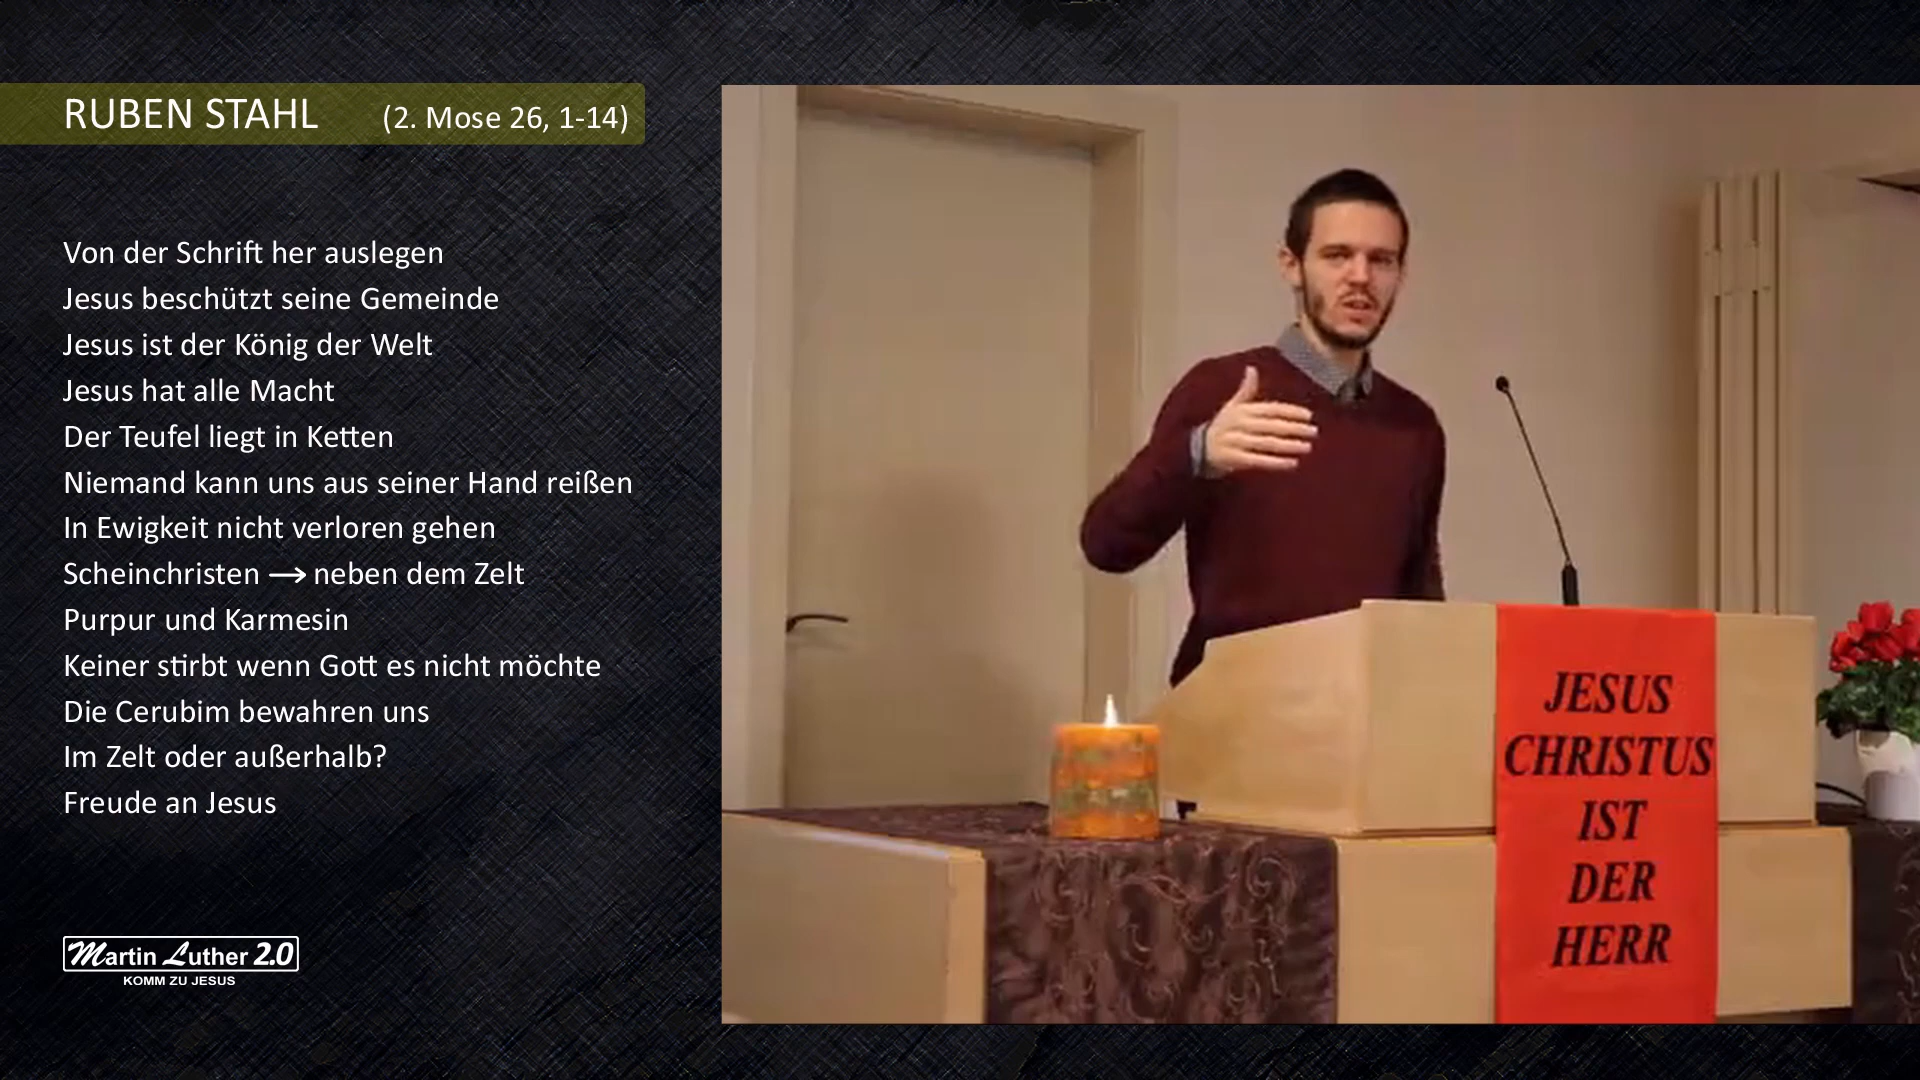 RUBEN STAHL (2. Mose 26, 1-14)
Von der Schrift her auslegen
Jesus beschützt seine Gemeinde
Jesus ist der König der Welt
Jesus hat alle Macht
Der Teufel liegt in Ketten
Niemand kann uns aus seiner Hand reißen
In Ewigkeit nicht verloren gehen
Scheinchristen → neben dem Zelt
Purpur und Karmesin
Keiner stirbt wenn Gott es nicht möchte
Die Cerubim bewahren uns
Im Zelt oder außerhalb?
Freude an Jesus
Martin Luther 2.0
KOMM ZU JESUS
JESUS
CHRISTUS
IST
DER
HERR